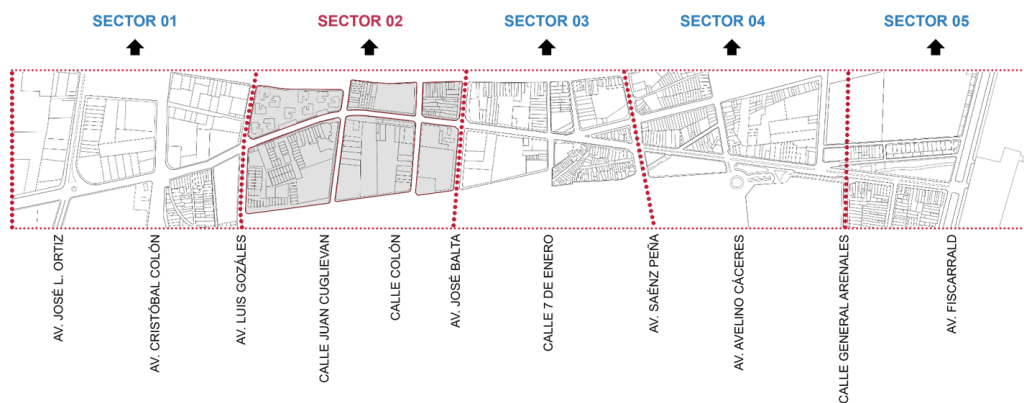 SECTOR 01
SECTOR 02
SECTOR 03
SECTOR 04
SECTOR 05
AV. JOSÉ L. ORTIZ
AV. CRISTÓBAL COLÓN
AV. LUIS GOZÁLES
CALLE JUAN CUGLIEVAN
CALLE COLÓN
AV. JOSÉ BALTA
CALLE 7 DE ENERO
AV. SAÉNZ PEÑA
AV. AVELINO CÁCERES
CALLE GENERAL ARENALES
AV. FISCARRALD